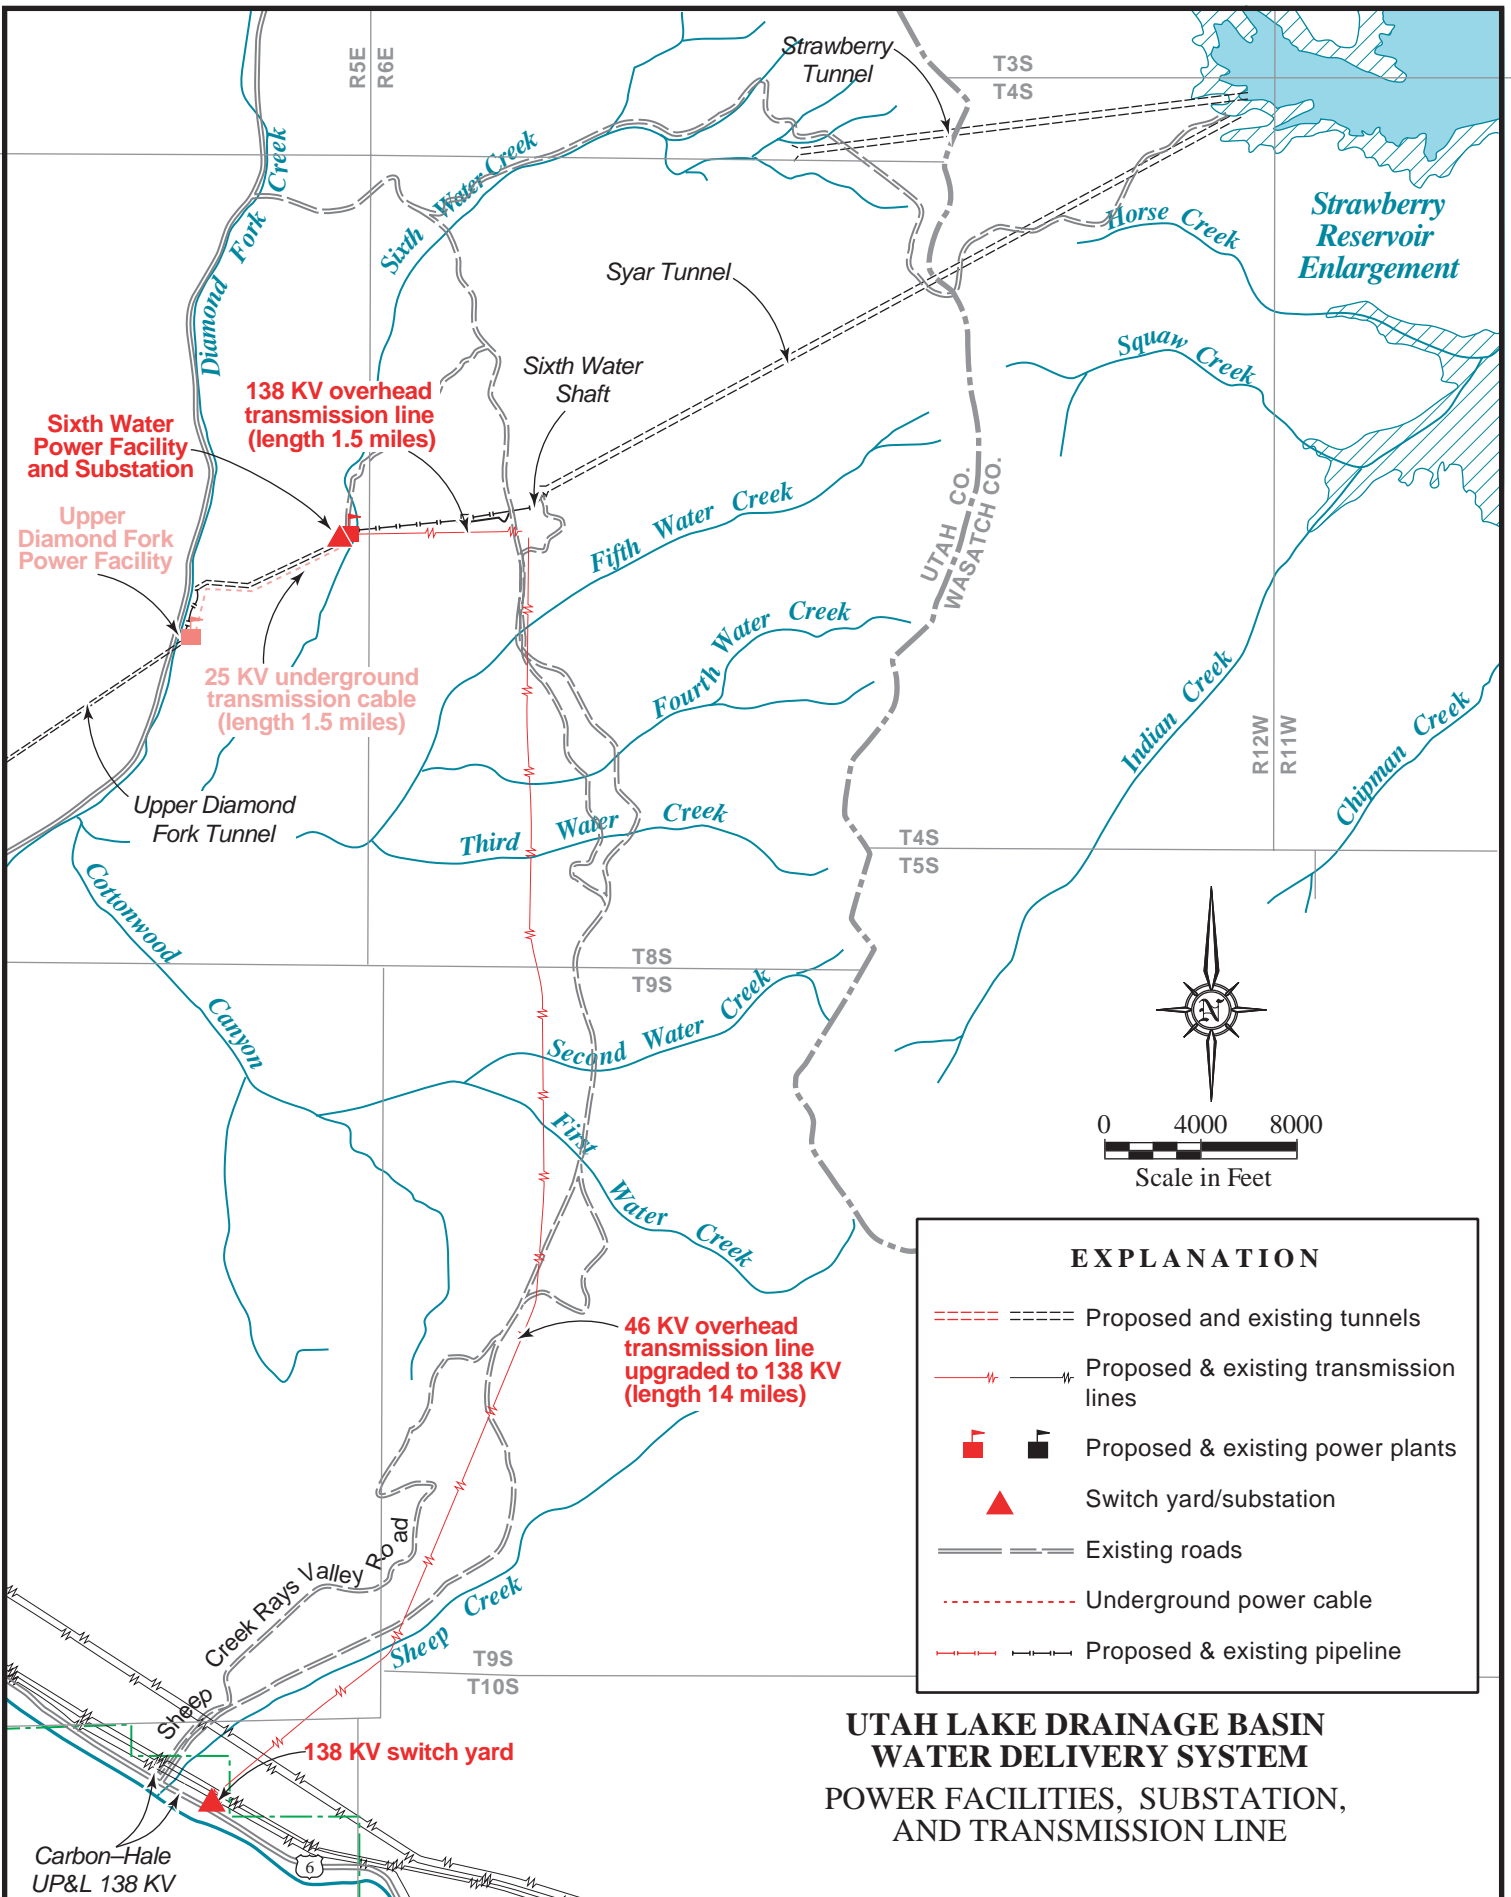 Strawberry
Tunnel
R5E
R6E
T3S
T4S
Diamond Fork Creek
Sixth Water Creek
Syar Tunnel
Horse Creek
Strawberry
Reservoir
Enlargement
Squaw Creek
Sixth Water
Shaft
138 KV overhead
transmission line
(length 1.5 miles)
Sixth Water
Power Facility
and Substation
Upper
Diamond Fork
Power Facility
Fifth Water Creek
UTAH CO.
WASATCH CO.
Fourth Water Creek
25 KV underground
transmission cable
(length 1.5 miles)
Indian Creek
R12W
R11W
Chipman Creek
Upper Diamond
Fork Tunnel
Third Water Creek
T4S
T5S
Cottonwood Canyon
T8S
T9S
Second Water Creek
N
First Water Creek
0 4000 8000
Scale in Feet
46 KV overhead
transmission line
upgraded to 138 KV
(length 14 miles)
EXPLANATION
Proposed and existing tunnels
Proposed & existing transmission
lines
Proposed & existing power plants
Switch yard/substation
Existing roads
Underground power cable
Proposed & existing pipeline
Sheep Creek Rays Valley Road
Sheep Creek
T9S
T10S
138 KV switch yard
Carbon–Hale
UP&L 138 KV
6
UTAH LAKE DRAINAGE BASIN
WATER DELIVERY SYSTEM
POWER FACILITIES, SUBSTATION,
AND TRANSMISSION LINE